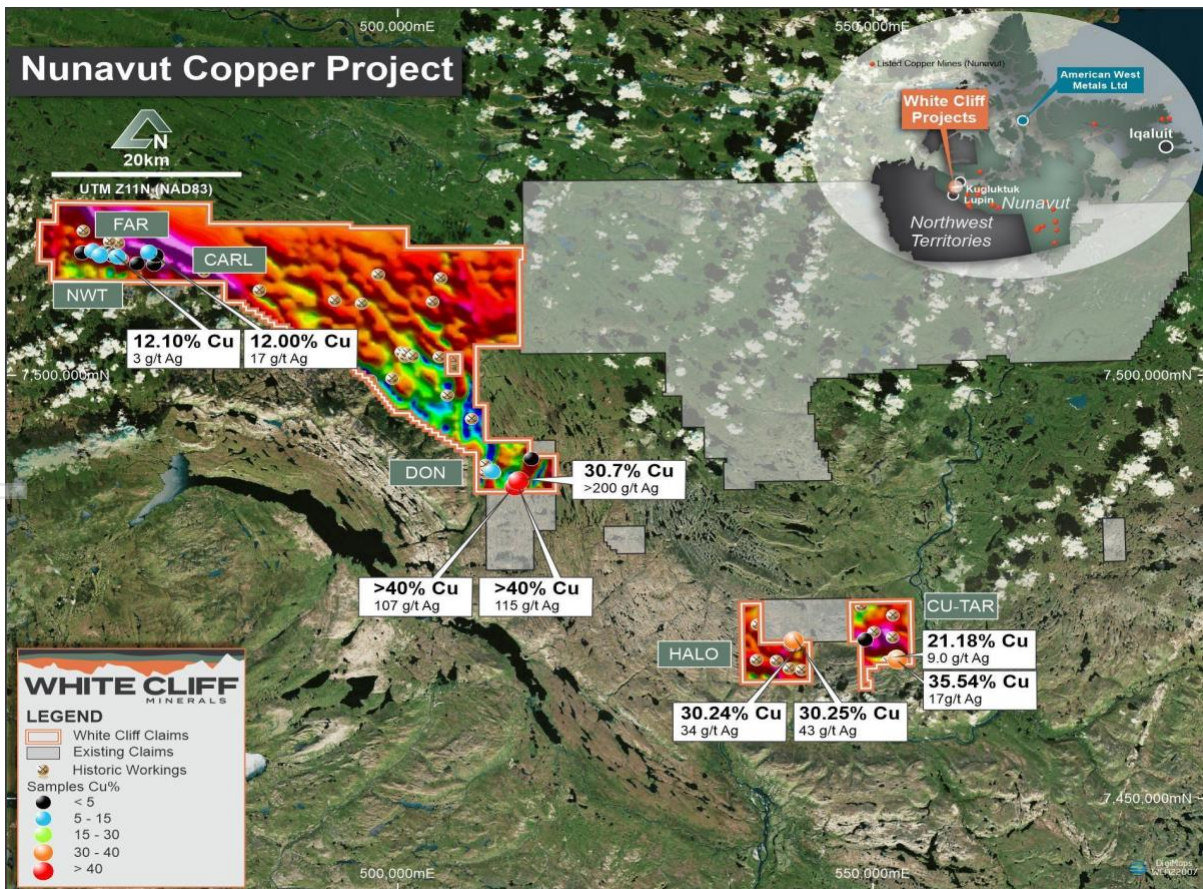 500,000mE
550,000mE
Nunavut Copper Project
N
20km
UTM Z11N (NAD83)
Listed Copper Mines (Nunavut)
American West
Metals Ltd
White Cliff
Projects
Iqaluit
Kugluktuk
Lupin
Nunavut
Northwest
Territories
FAR
CARL
NWT
12.10% Cu
3 g/t Ag
12.00% Cu
17 g/t Ag
7,500,000mN
7,500,000mN
DON
30.7% Cu
>200 g/t Ag
>40% Cu
107 g/t Ag
>40% Cu
115 g/t Ag
CU-TAR
HALO
21.18% Cu
9.0 g/t Ag
35.54% Cu
17g/t Ag
30.24% Cu
34 g/t Ag
30.25% Cu
43 g/t Ag
WHITE CLIFF
MINERALS
LEGEND
White Cliff Claims
Existing Claims
Historic Workings
Samples Cu%
< 5
5 - 15
15 - 30
30 - 40
> 40
7,450,000mN
500,000mE
550,000mE
DigiMaps